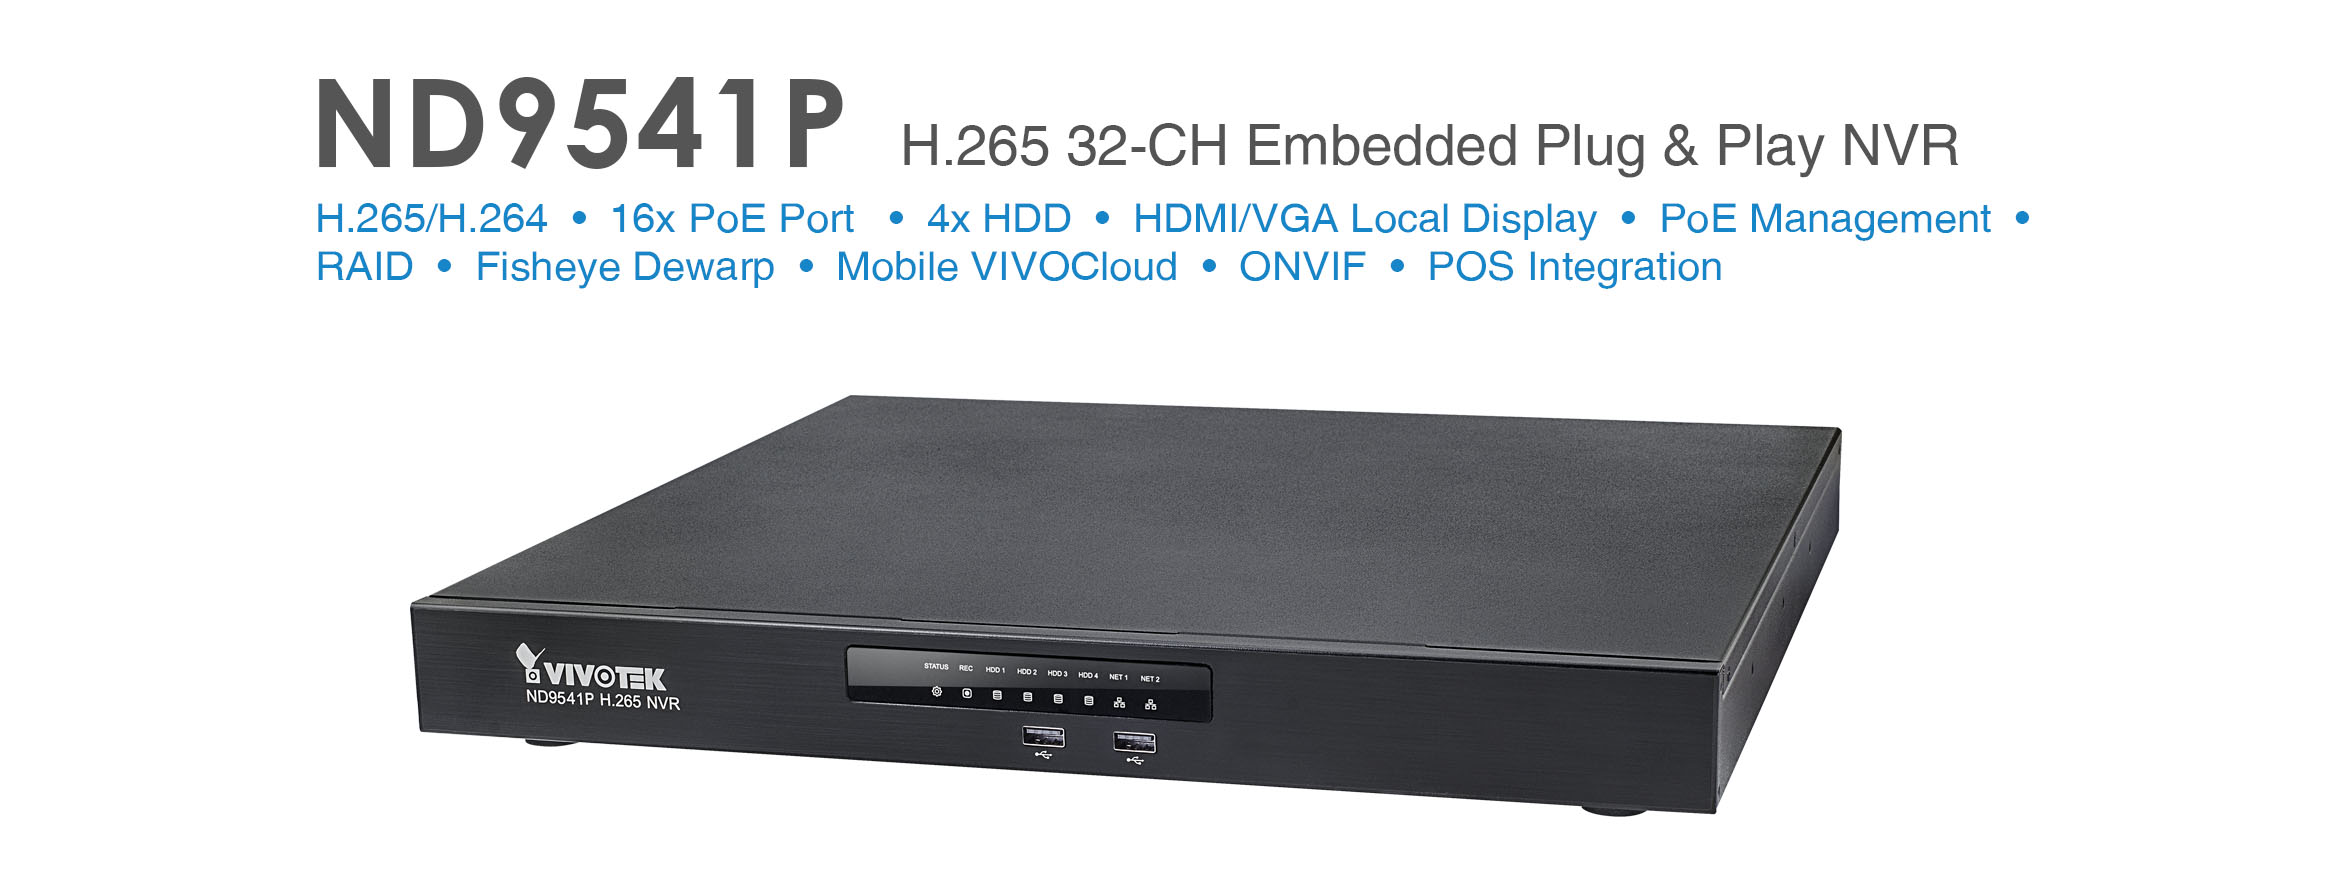 ND9541P H.265 32-CH Embedded Plug & Play NVR
H.265/H.264 • 16x PoE Port • 4x HDD • HDMI/VGA Local Display • PoE Management •
RAID • Fisheye Dewarp • Mobile VIVOCloud • ONVIF • POS Integration
VIVOTEK
ND9541P H.265 NVR
STATUS REC HDD 1 HDD 2 HDD 3 HDD 4 NET 1 NET 2